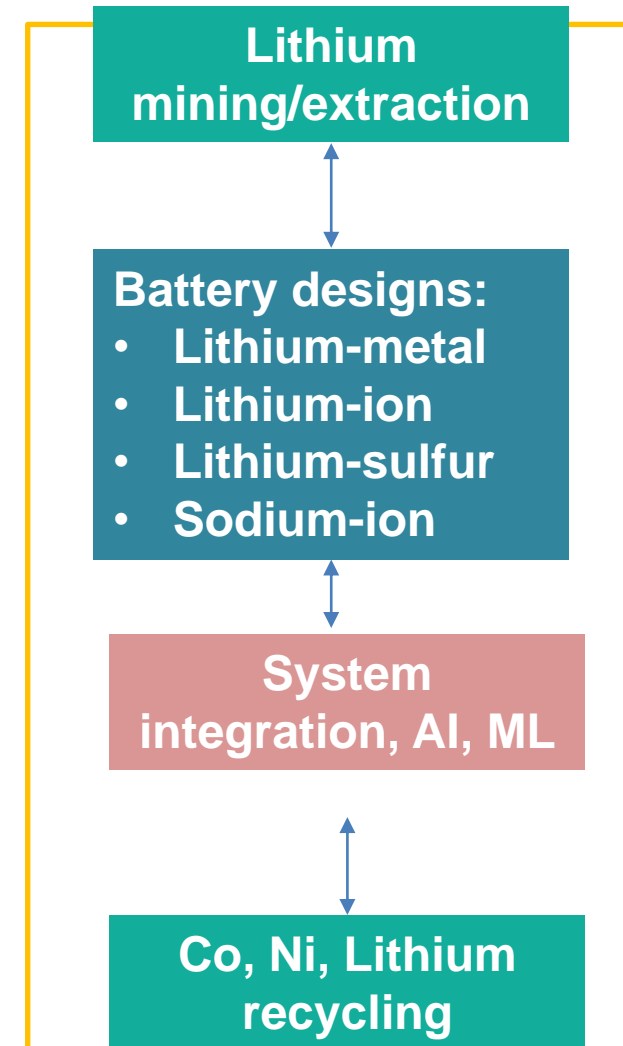 Lithium
mining/extraction
Battery designs:
• Lithium-metal
• Lithium-ion
• Lithium-sulfur
• Sodium-ion
System
integration, AI, ML
Co, Ni, Lithium
recycling